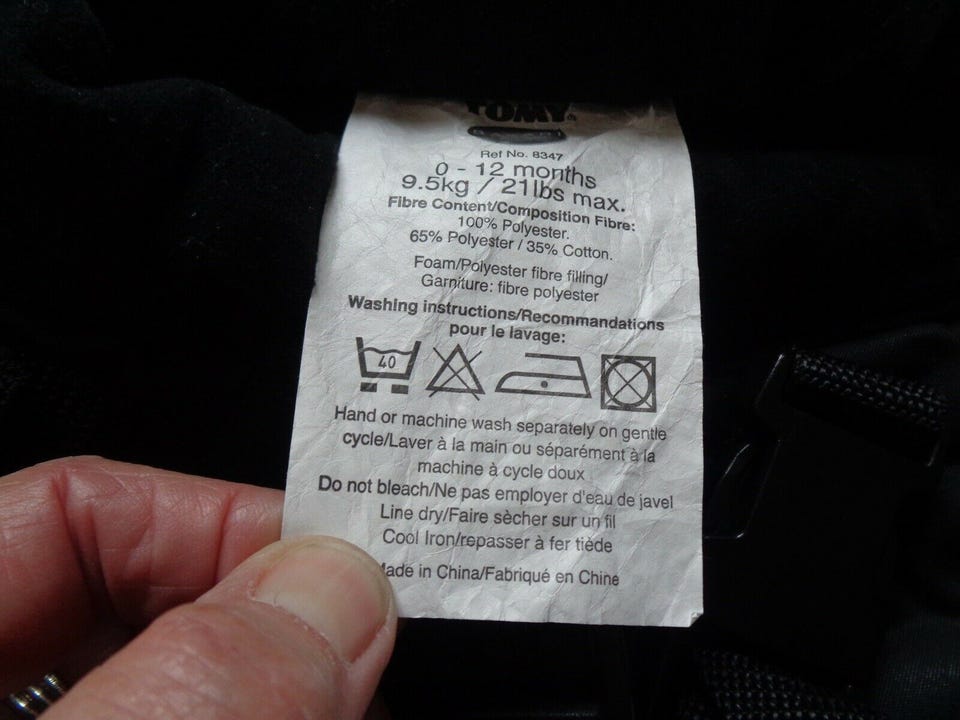 TOMY
Ref No. 8347
0 - 12 months
9.5kg / 21lbs max.
Fibre Content/Composition Fibre:
100% Polyester.
65% Polyester / 35% Cotton.
Foam/Polyester fibre filling/
Garniture: fibre polyester
Washing instructions/Recommandations
pour le lavage:
40
Hand or machine wash separately on gentle
cycle/Laver à la main ou séparément à la
machine à cycle doux
Do not bleach/Ne pas employer d'eau de javel
Line dry/Faire sècher sur un fil
Cool Iron/repasser à fer tiède
Made in China/Fabriqué en Chine